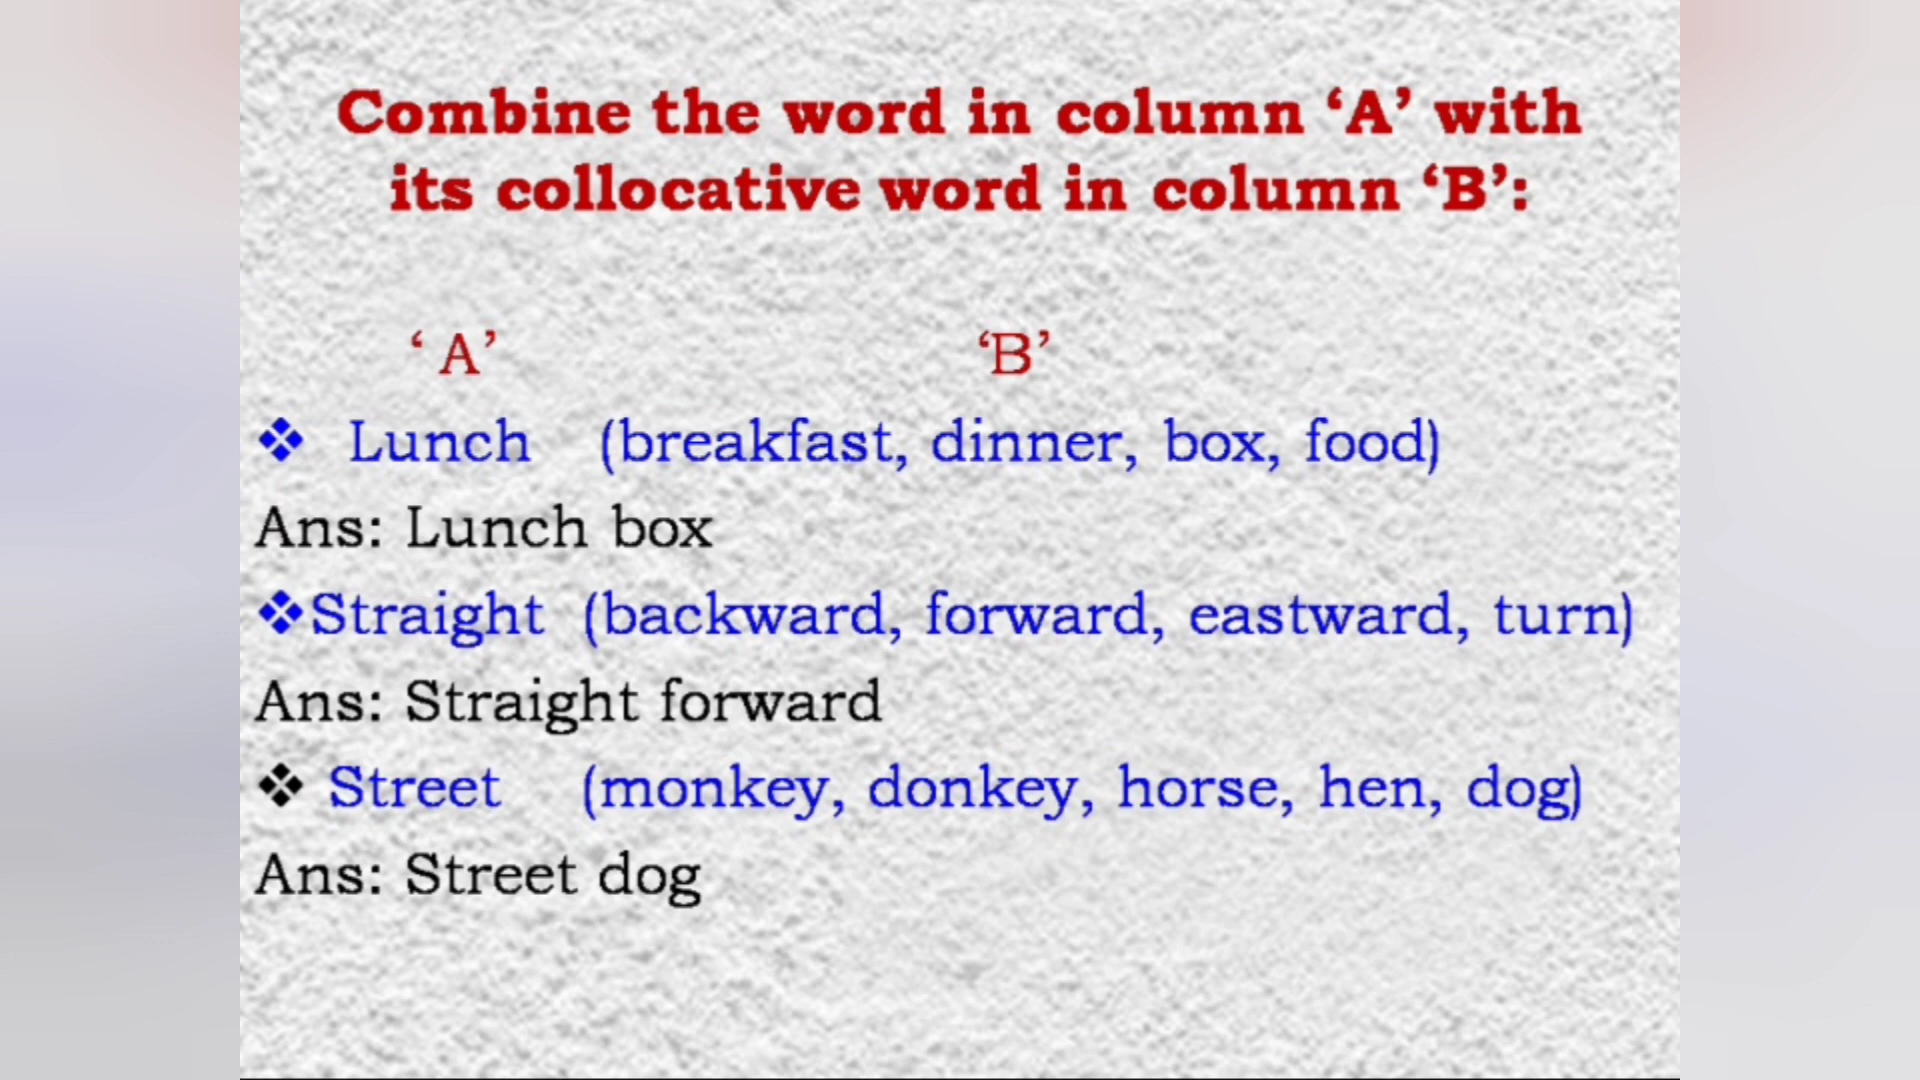 Combine the word in column ‘A’ with
its collocative word in column ‘B’:
‘ A’ ‘B’
❖ Lunch (breakfast, dinner, box, food)
Ans: Lunch box
❖Straight (backward, forward, eastward, turn)
Ans: Straight forward
❖ Street (monkey, donkey, horse, hen, dog)
Ans: Street dog